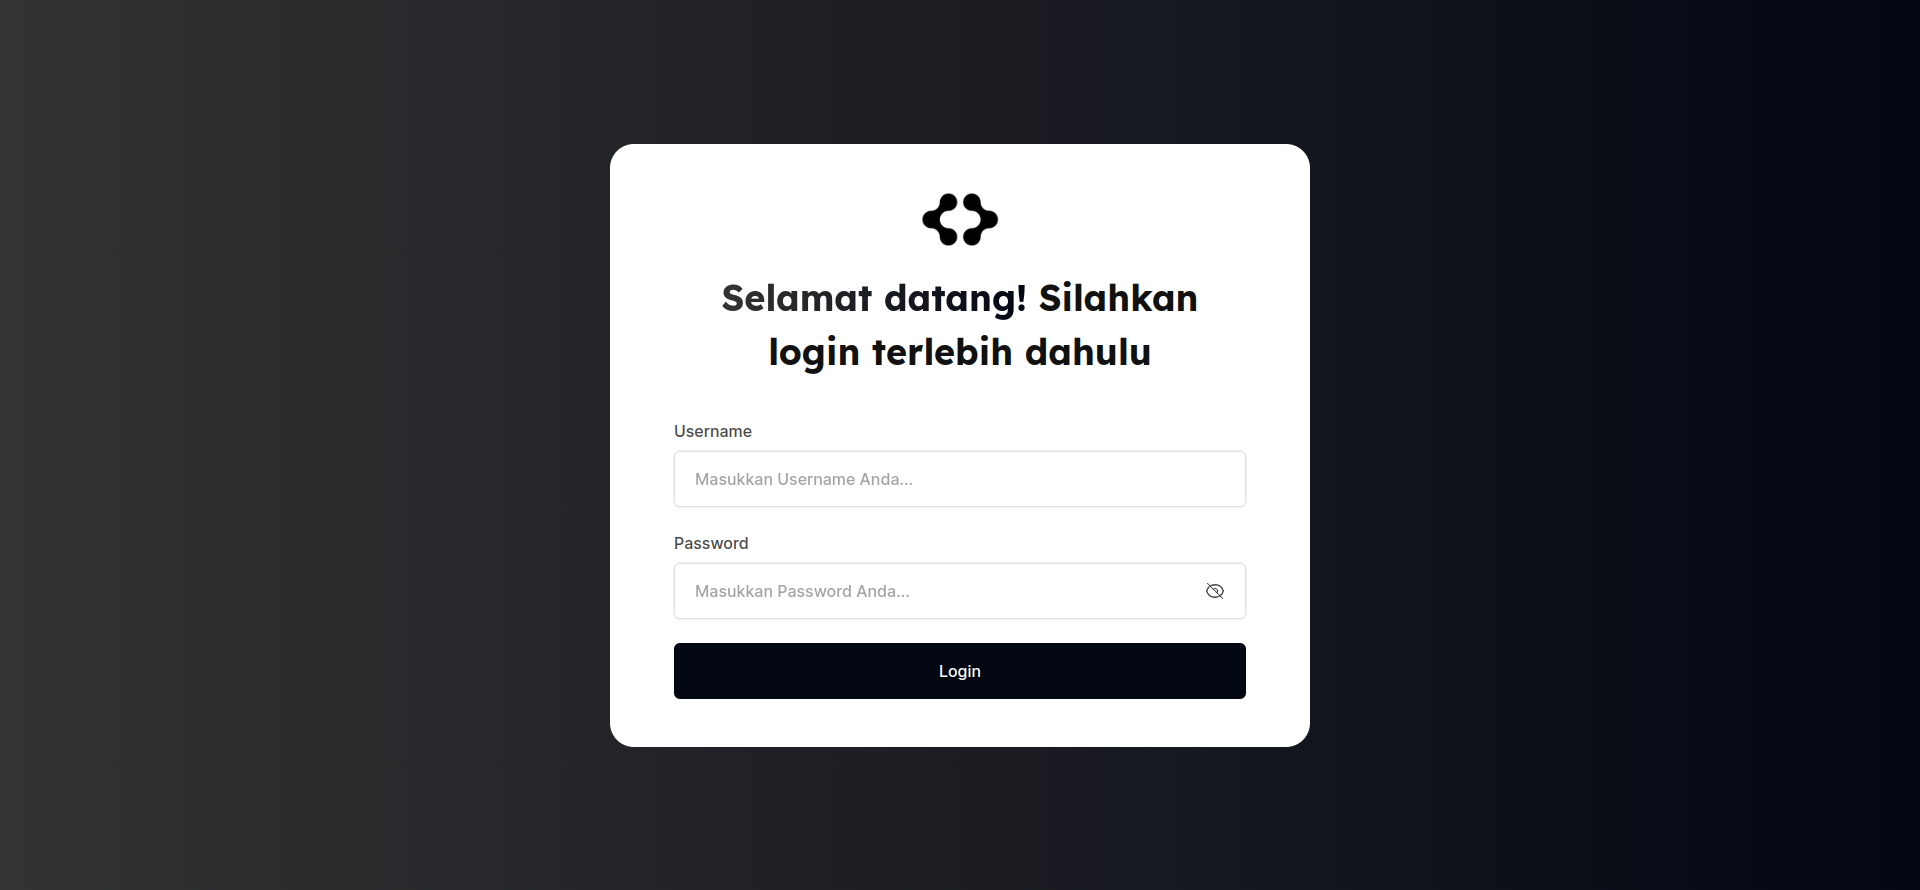 Selamat datang! Silahkan
login terlebih dahulu
Username
Masukkan Username Anda...
Password
Masukkan Password Anda...
Login